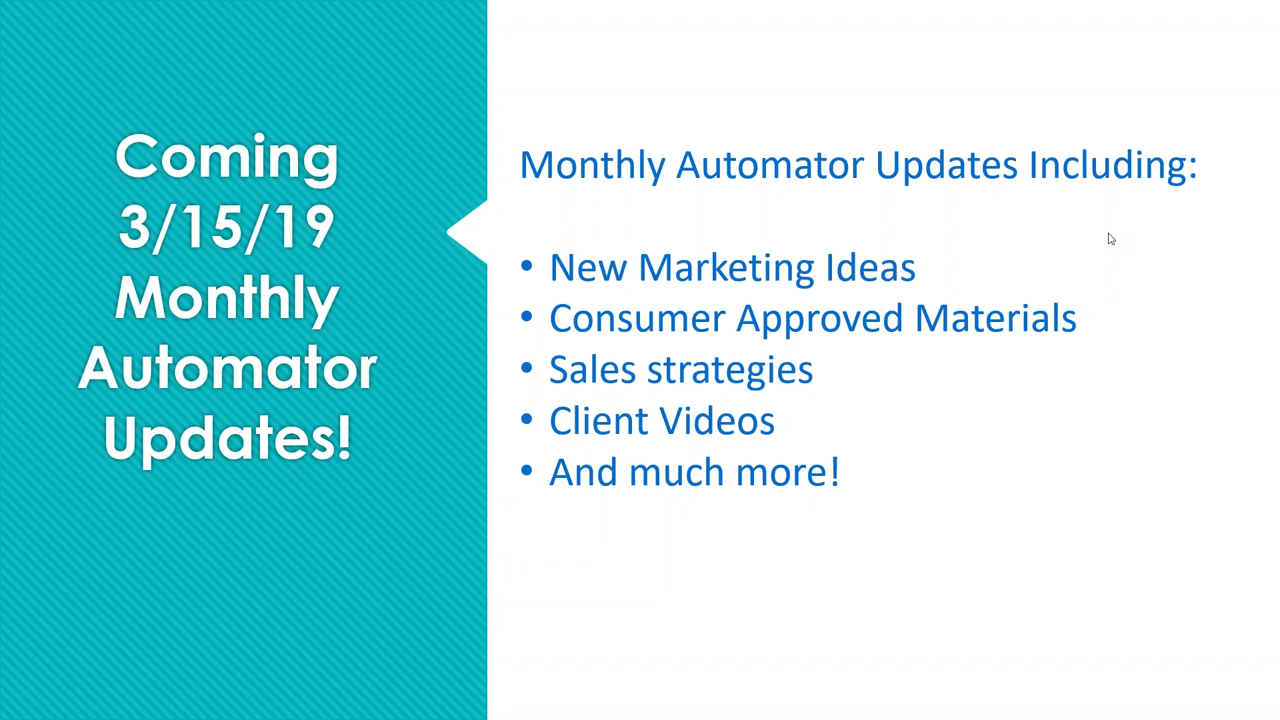 Coming
3/15/19
Monthly
Automator
Updates!
Monthly Automator Updates Including:
• New Marketing Ideas
• Consumer Approved Materials
• Sales strategies
• Client Videos
• And much more!